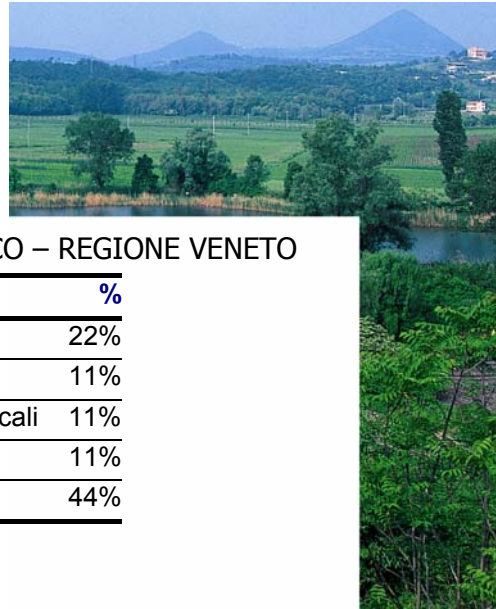 CO – REGIONE VENETO
%
22%
11%
cali 11%
11%
44%